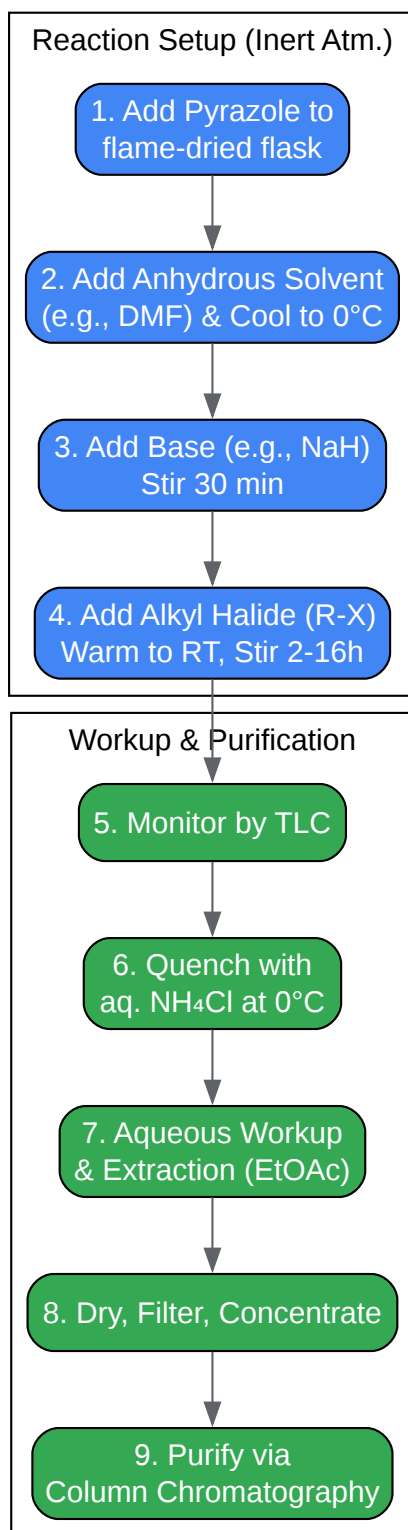 Reaction Setup (Inert Atm.)
1. Add Pyrazole to
flame-dried flask
2. Add Anhydrous Solvent
(e.g., DMF) & Cool to 0°C
3. Add Base (e.g., NaH)
Stir 30 min
4. Add Alkyl Halide (R-X)
Warm to RT, Stir 2-16h
Workup & Purification
5. Monitor by TLC
6. Quench with
aq. NH₄Cl at 0°C
7. Aqueous Workup
& Extraction (EtOAc)
8. Dry, Filter, Concentrate
9. Purify via
Column Chromatography